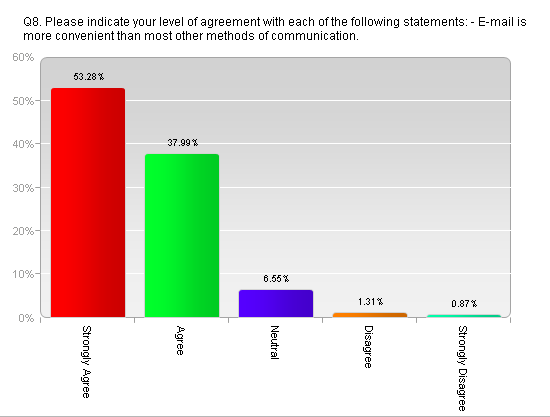 Q8. Please indicate your level of agreement with each of the following statements: - E-mail is
more convenient than most other methods of communication.
60%
50%
40%
30%
20%
10%
0%
53.28%
37.99%
6.55%
1.31%
0.87%
Strongly Agree
Agree
Neutral
Disagree
Strongly Disagree